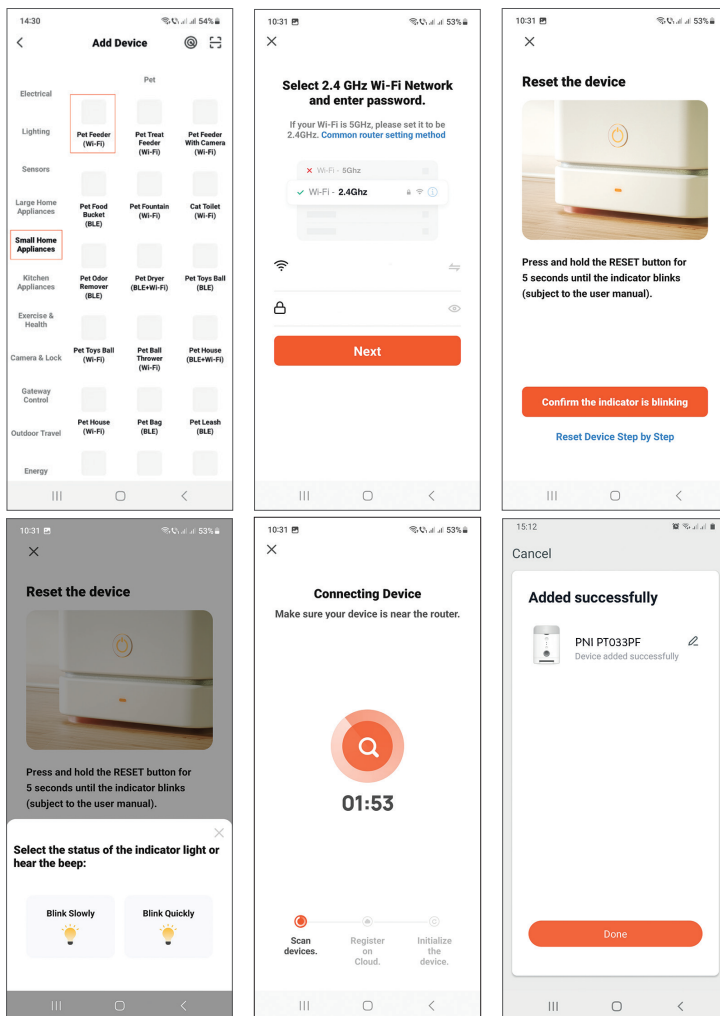 14:30
54%
Add Device
Pet
Electrical
Lighting
Sensors
Large Home
Appliances
Small Home
Appliances
Kitchen
Appliances
Exercise &
Health
Camera & Lock
Gateway
Control
Outdoor Travel
Energy
Pet Feeder
(Wi-Fi)
Pet Treat
Feeder
(Wi-Fi)
Pet Feeder
With Camera
(Wi-Fi)
Pet Food
Bucket
(BLE)
Pet Fountain
(Wi-Fi)
Cat Toilet
(Wi-Fi)
Pet Odor
Remover
(BLE)
Pet Dryer
(BLE+Wi-Fi)
Pet Toys Ball
(BLE)
Pet Toys Ball
(Wi-Fi)
Pet Ball
Thrower
(Wi-Fi)
Pet House
(BLE+Wi-Fi)
Pet House
(Wi-Fi)
Pet Bag
(BLE)
Pet Leash
(BLE)
10:31
53%
Select 2.4 GHz Wi-Fi Network
and enter password.
If your Wi-Fi is 5GHz, please set it to be
2.4GHz. Common router setting method
Wi-Fi - 5Ghz
Wi-Fi - 2.4Ghz
Next
10:31
53%
Reset the device
Press and hold the RESET button for
5 seconds until the indicator blinks
(subject to the user manual).
Confirm the indicator is blinking
Reset Device Step by Step
10:31
53%
Reset the device
Press and hold the RESET button for
5 seconds until the indicator blinks
(subject to the user manual).
Select the status of the indicator light or
hear the beep:
Blink Slowly
Blink Quickly
10:31
53%
Connecting Device
Make sure your device is near the router.
01:53
Scan
devices.
Register
on
Cloud.
Initialize
the
device.
15:12
Cancel
Added successfully
PNI PT033PF
Device added successfully
Done